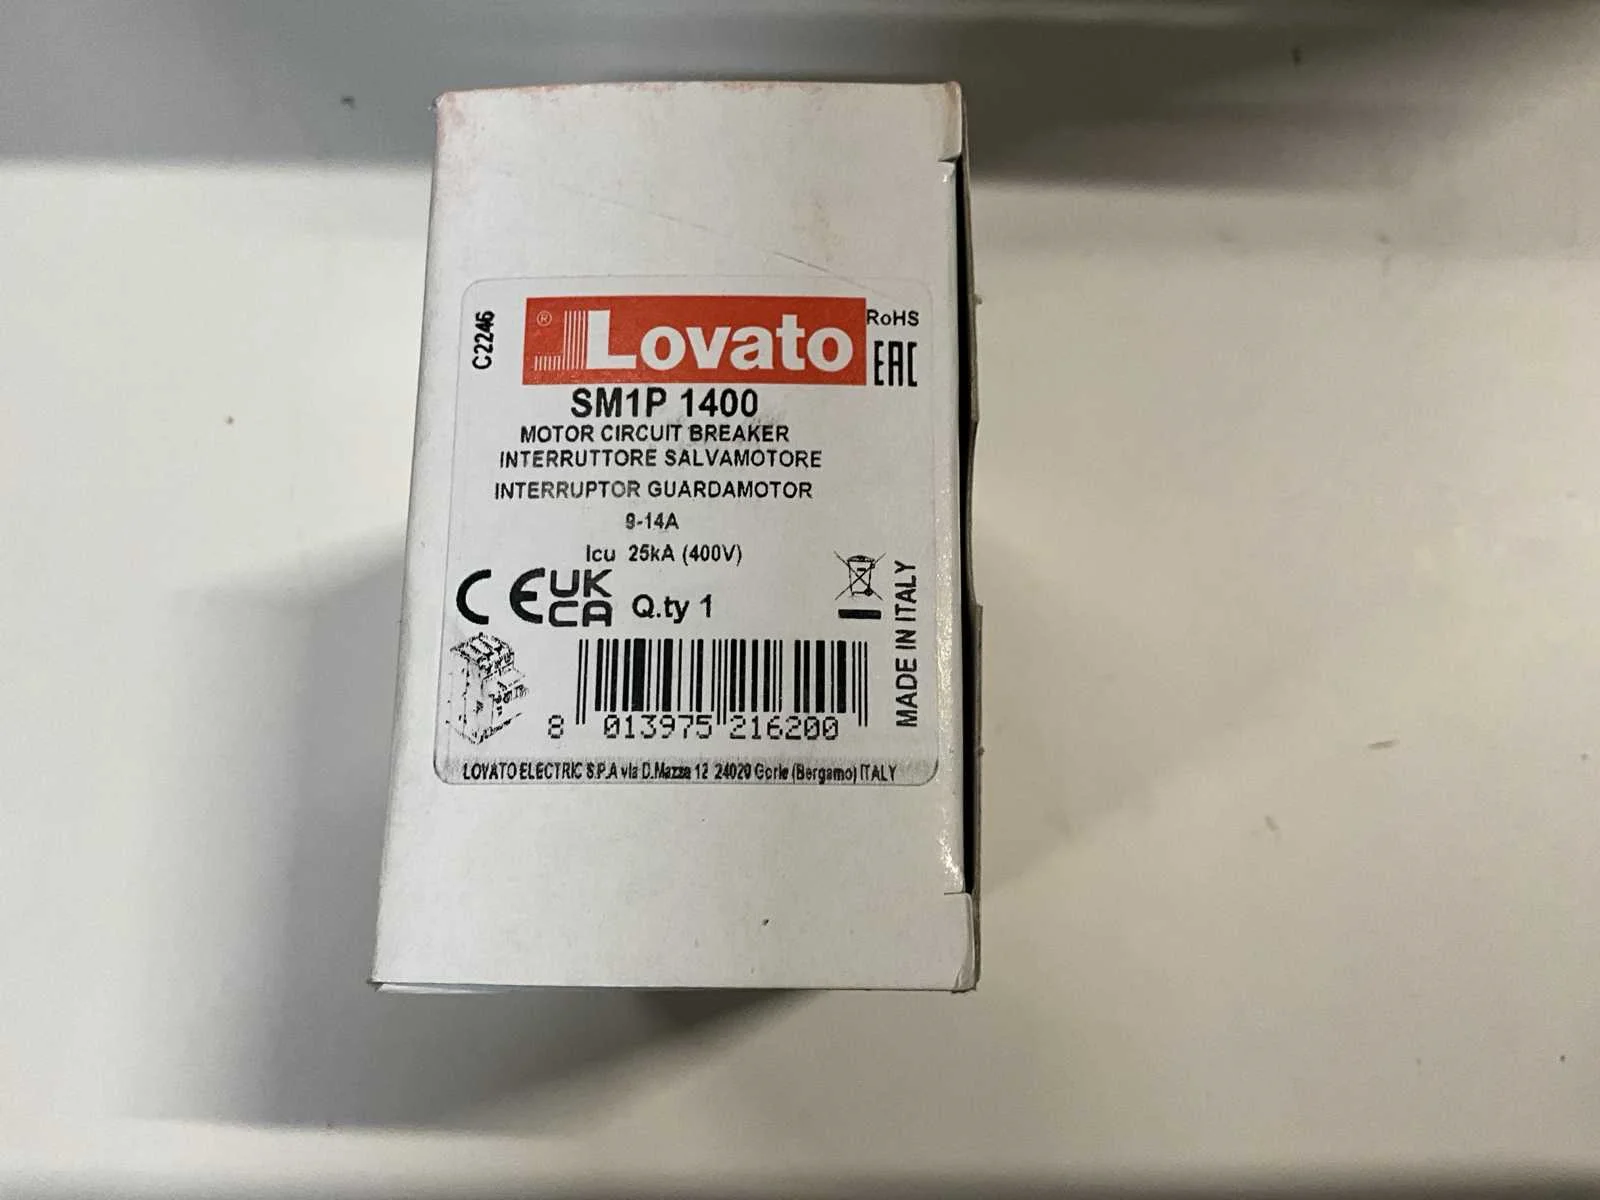 C2246
® Lovato
RoHS
EAC
SM1P 1400
MOTOR CIRCUIT BREAKER
INTERRUTTORE SALVAMOTORE
INTERRUPTOR GUARDAMOTOR
9-14A
Icu 25kA (400V)
CE UK
CA Q.ty 1
MADE IN ITALY
8 013975 216200
LOVATO ELECTRIC S.P.A via D.Mazza 12 24020 Gorle (Bergamo) ITALY